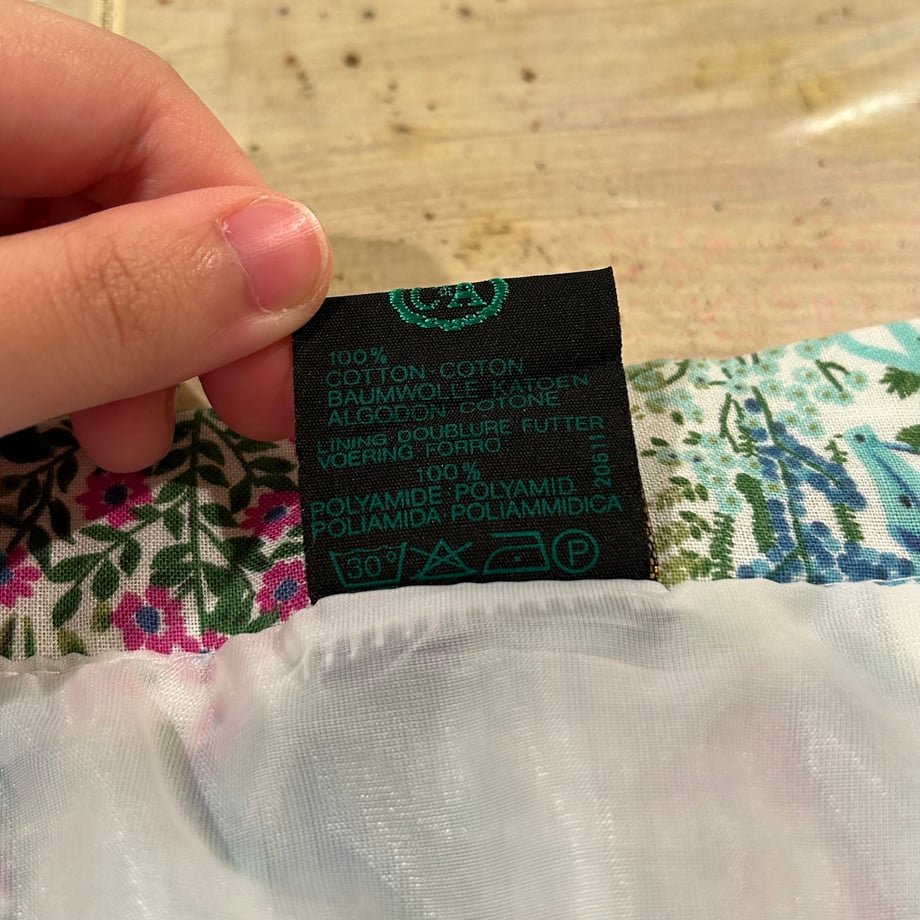 C&A
100%
COTTON COTON
BAUMWOLLE KATOEN
ALGODON COTONE
LINING DOUBLURE FUTTER
VOERING FORRO
100%
POLYAMIDE POLYAMID
POLIAMIDA POLIAMMIDICA
20611
30°
P